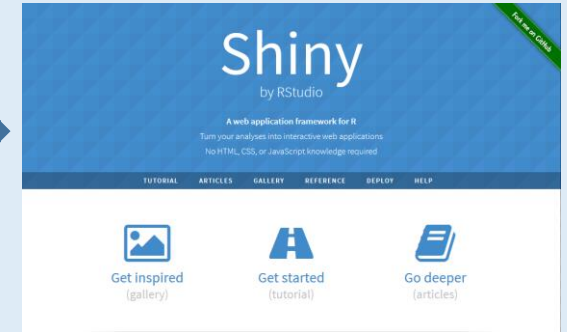 Fork me on GitHub
Shiny
by RStudio
A web application framework for R
Turn your analyses into interactive web applications
No HTML, CSS, or JavaScript knowledge required
TUTORIAL ARTICLES GALLERY REFERENCE DEPLOY HELP
Get inspired Get started Go deeper
(gallery) (tutorial) (articles)